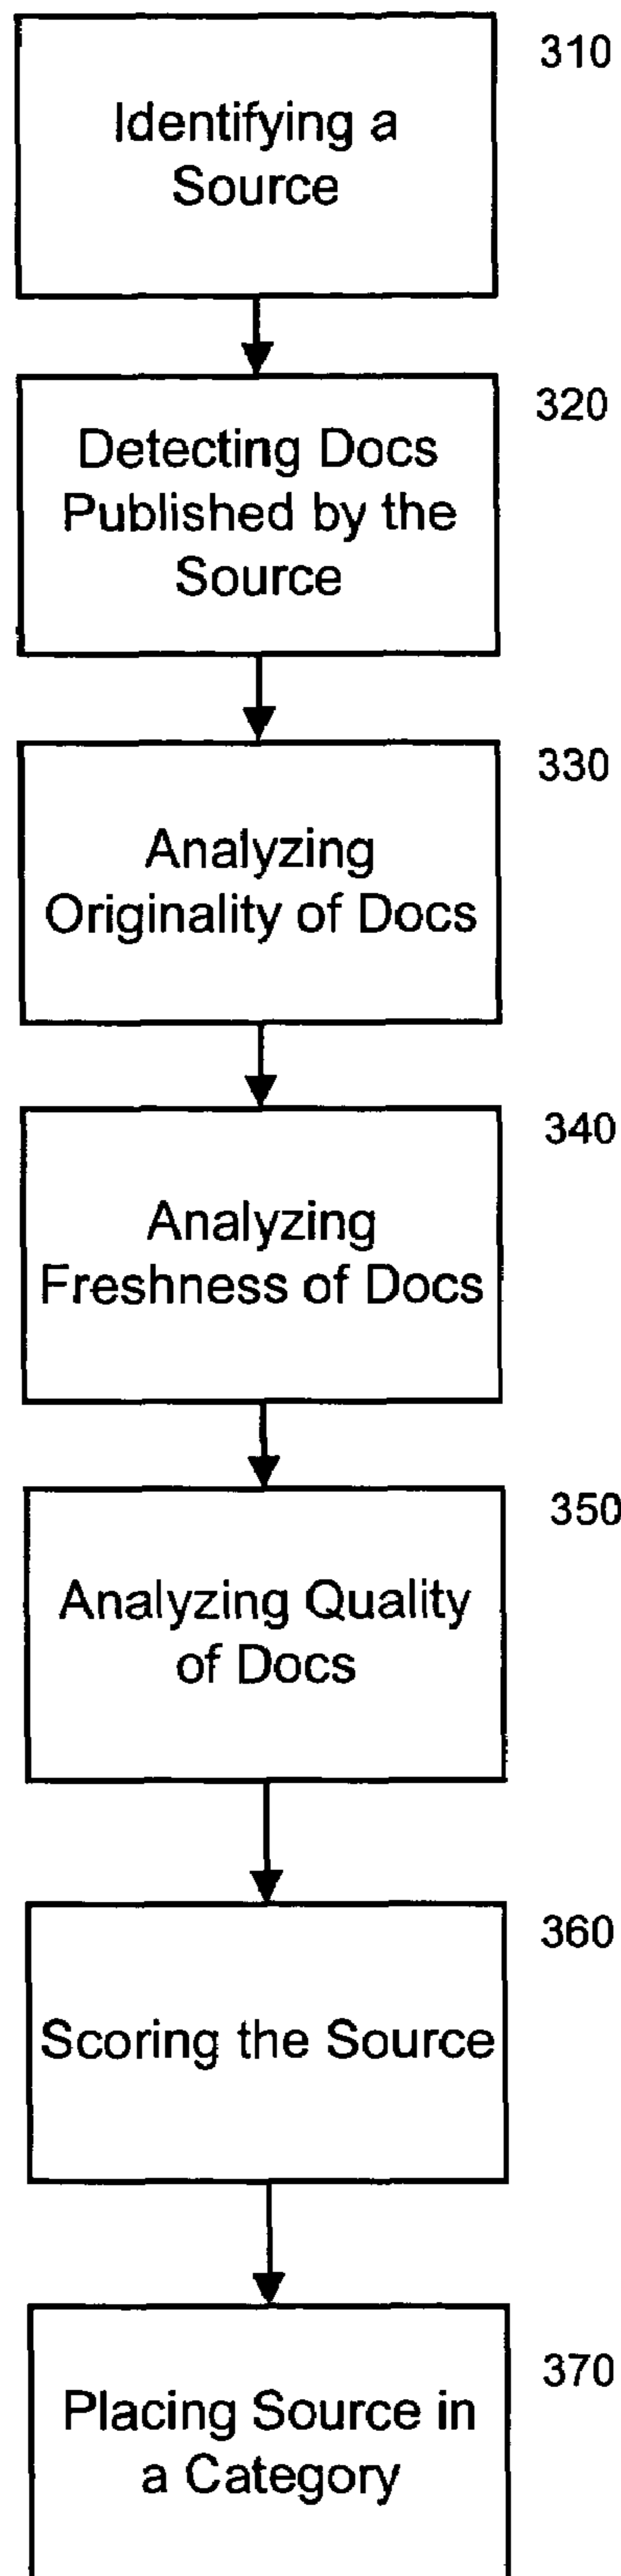 310
Identifying a
Source
320
Detecting Docs
Published by the
Source
330
Analyzing
Originality of Docs
340
Analyzing
Freshness of Docs
350
Analyzing Quality
of Docs
360
Scoring the Source
370
Placing Source in
a Category